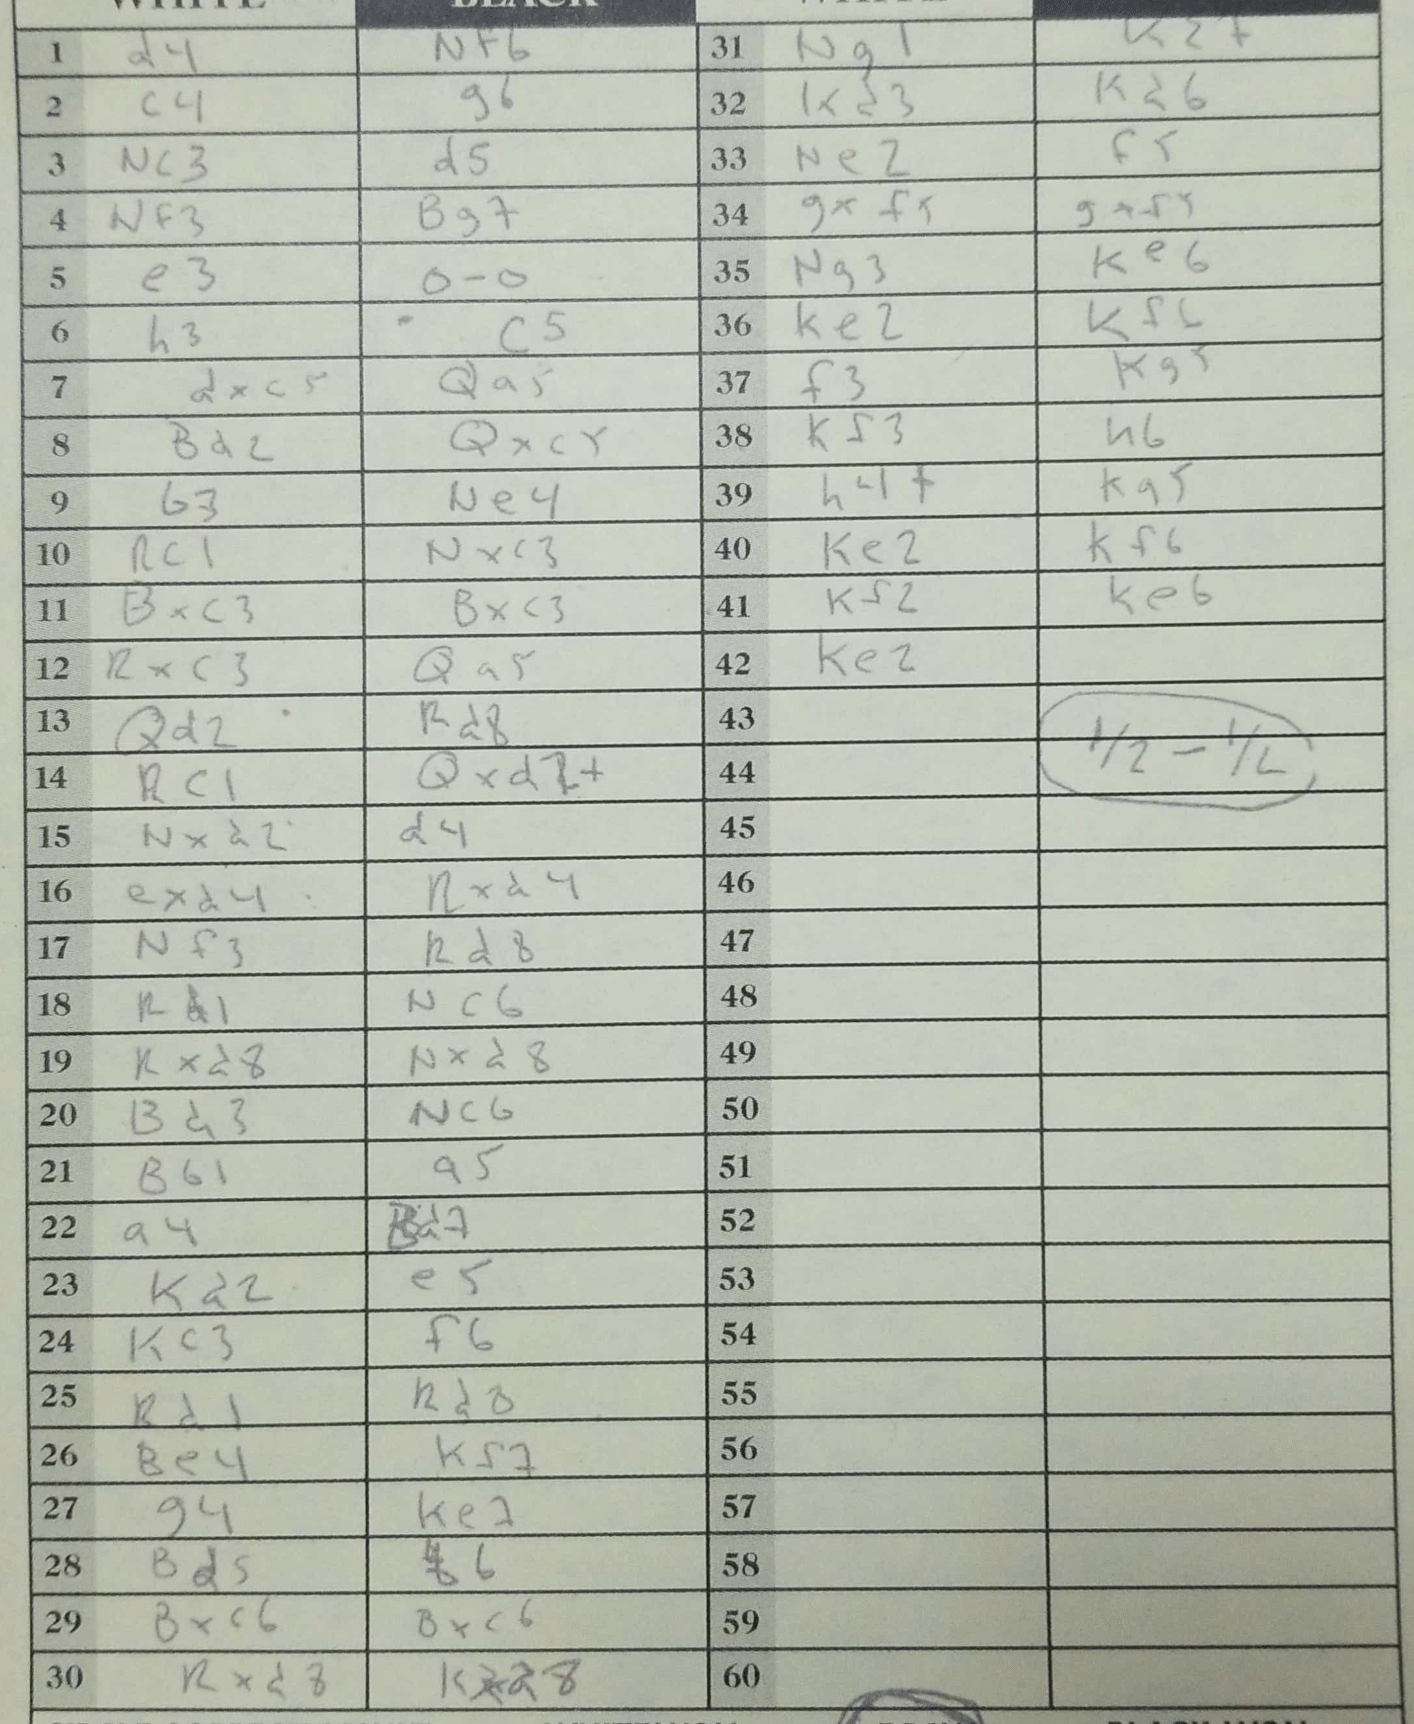 WHITE BLACK WHITE
1 d4 Nf6 31 Ng1 Kd7
2 c4 g6 32 Kd3 Kd6
3 Nc3 d5 33 Ne2 f5
4 Nf3 Bg7 34 gxf5 gxf5
5 e3 0-0 35 Ng3 Ke6
6 h3 c5 36 Ke2 Kf6
7 dxc5 Qa5 37 f3 Kg5
8 Bd2 Qxc5 38 Kf3 h6
9 b3 Ne4 39 h4+ Kg5
10 Rc1 Nxc3 40 Ke2 Kf6
11 Bxc3 Bxc3 41 Kf2 Ke6
12 Rxc3 Qa5 42 Ke2
13 Qd2 Rd8 43
14 Rc1 Qxd2+ 44 1/2 - 1/2
15 Nxd2 d4 45
16 exd4 Rxd4 46
17 Nf3 Rd8 47
18 Rd1 Nc6 48
19 Rxd8 Nxd8 49
20 Bd3 Nc6 50
21 Bb1 a5 51
22 a4 Bd7 52
23 Kd2 e5 53
24 Kc3 f6 54
25 Rd1 Rd8 55
26 Be4 Kf7 56
27 g4 Ke7 57
28 Bd5 b6 58
29 Bxc6 Bxc6 59
30 Rxd8 Kxd8 60